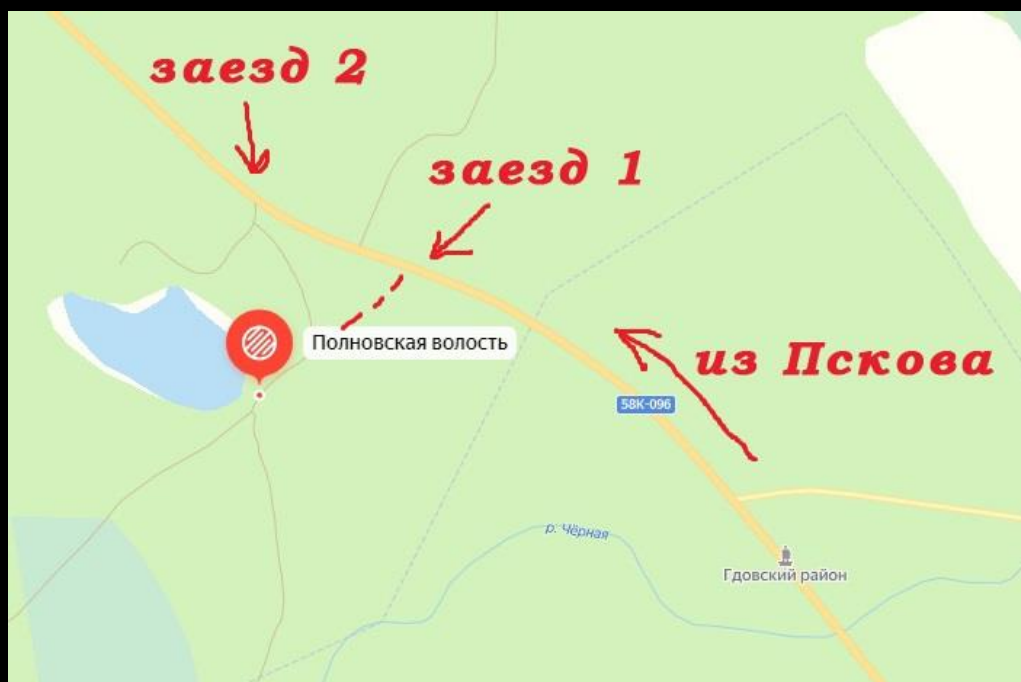 заезд 2
заезд 1
Полновская волость
из Пскова
58К-096
р. Чёрная
Гдовский район